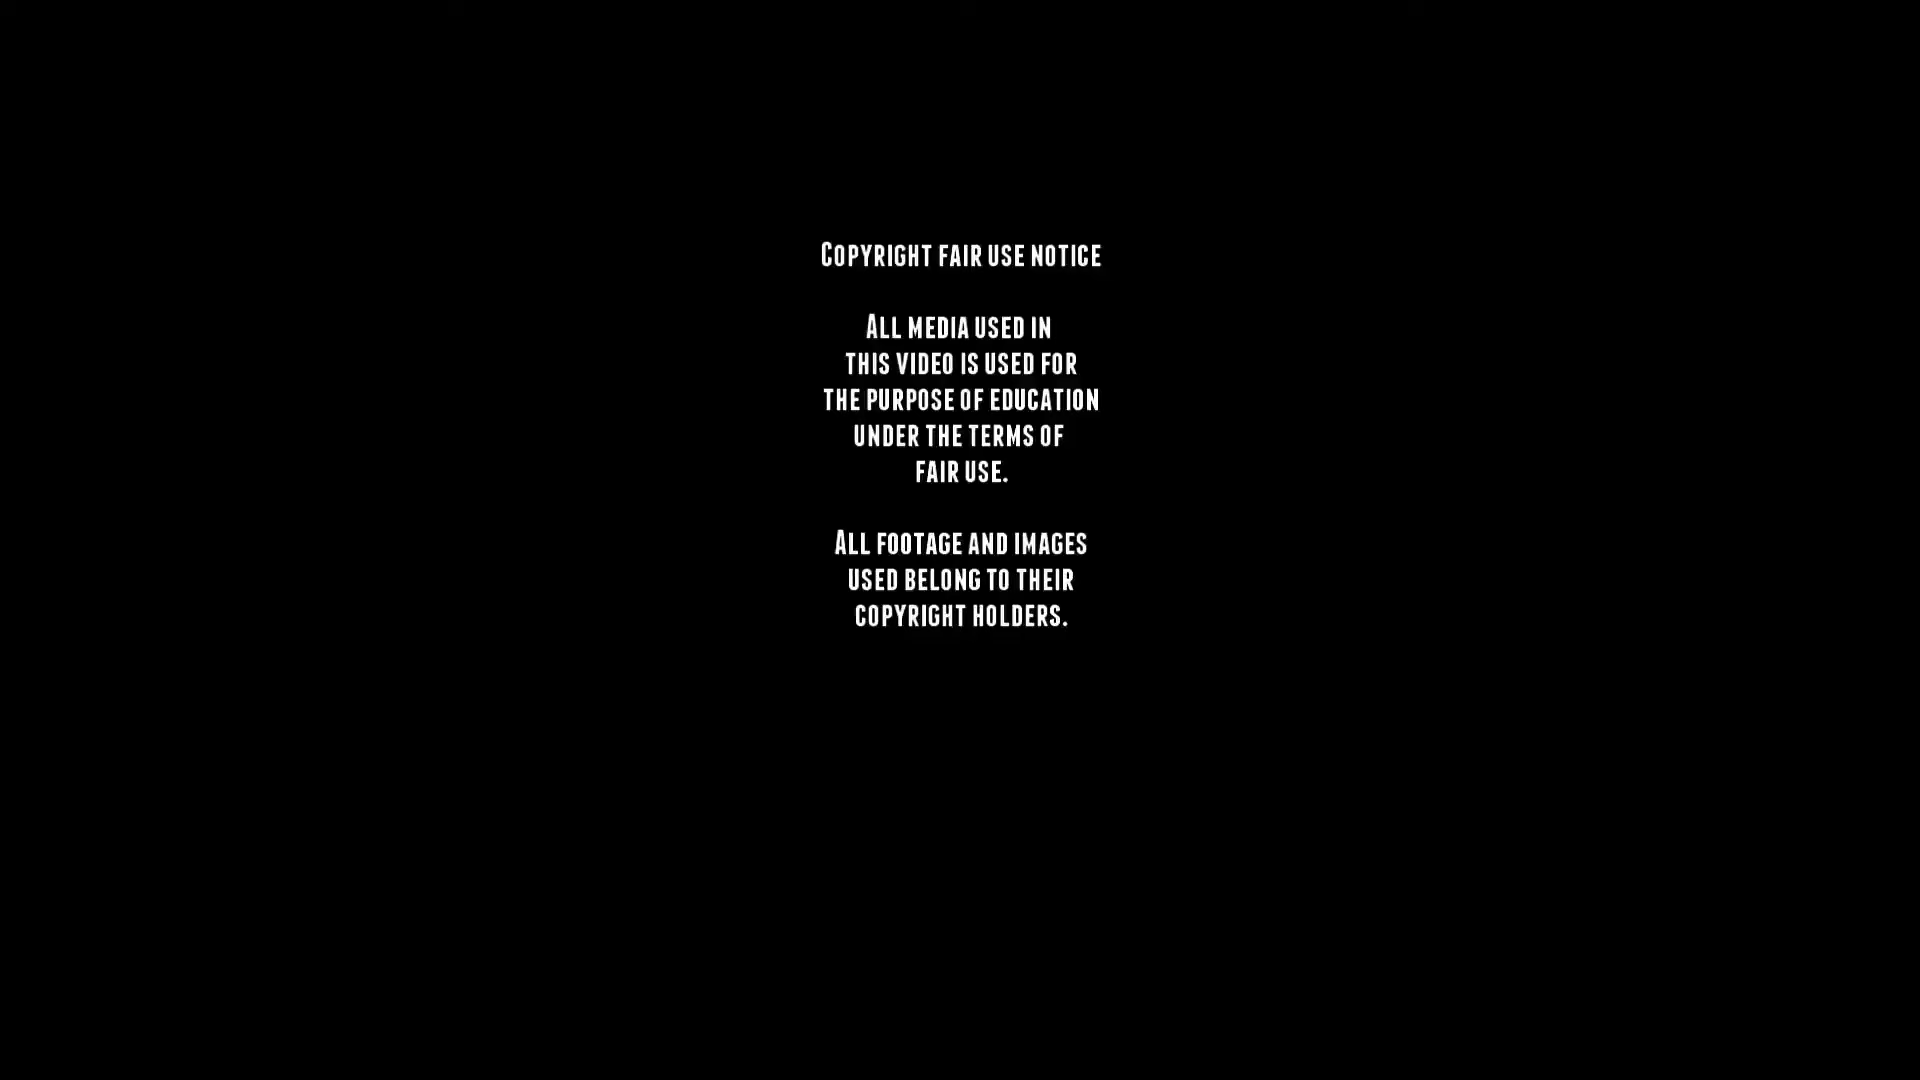 Copyright fair use notice
All media used in
this video is used for
the purpose of education
under the terms of
fair use.
All footage and images
used belong to their
copyright holders.